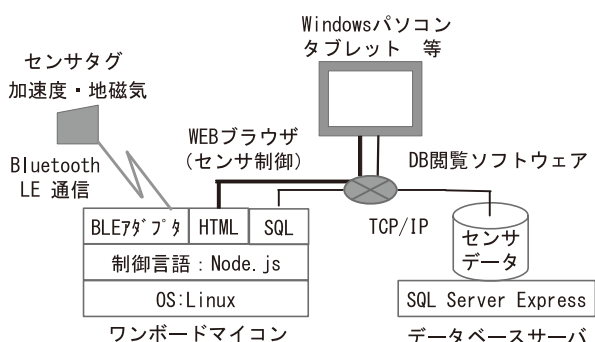 Windowsパソコン
タブレット 等
センサタグ
加速度・地磁気
WEBブラウザ
(センサ制御)
DB閲覧ソフトウェア
Bluetooth
LE 通信
TCP/IP
BLEｱﾀﾞﾌﾟﾀ HTML SQL
制御言語：Node.js
OS:Linux
ワンボードマイコン
センサ
データ
SQL Server Express
データベースサーバ